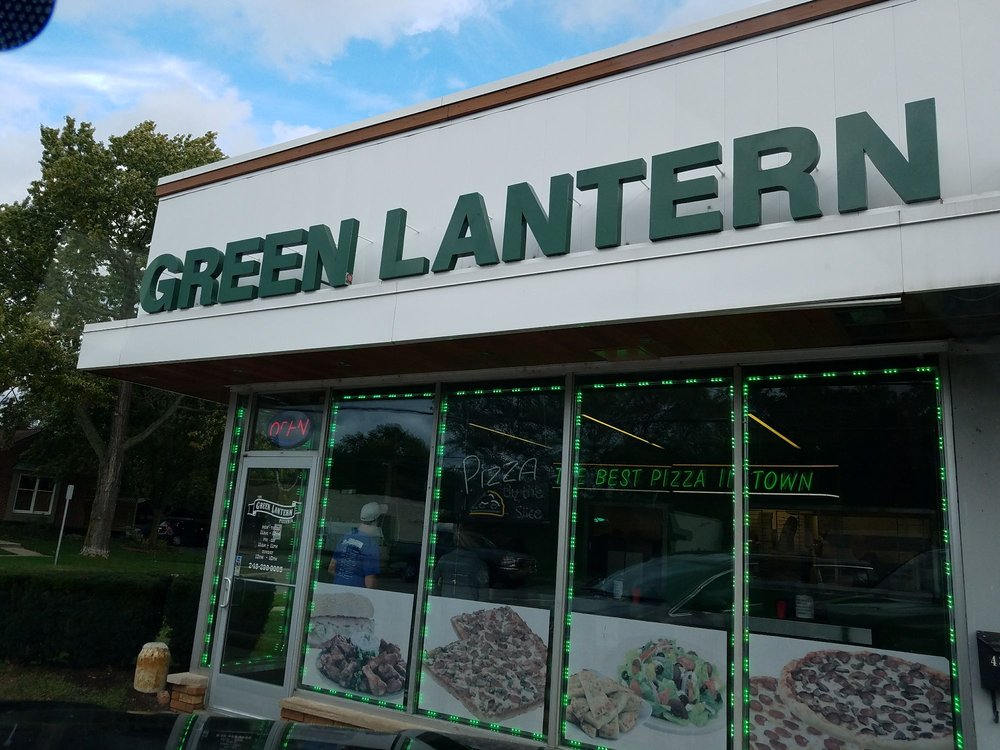 GREEN LANTERN
OPEN
PIZZA
By the
Slice
THE BEST PIZZA IN TOWN
GREEN LANTERN